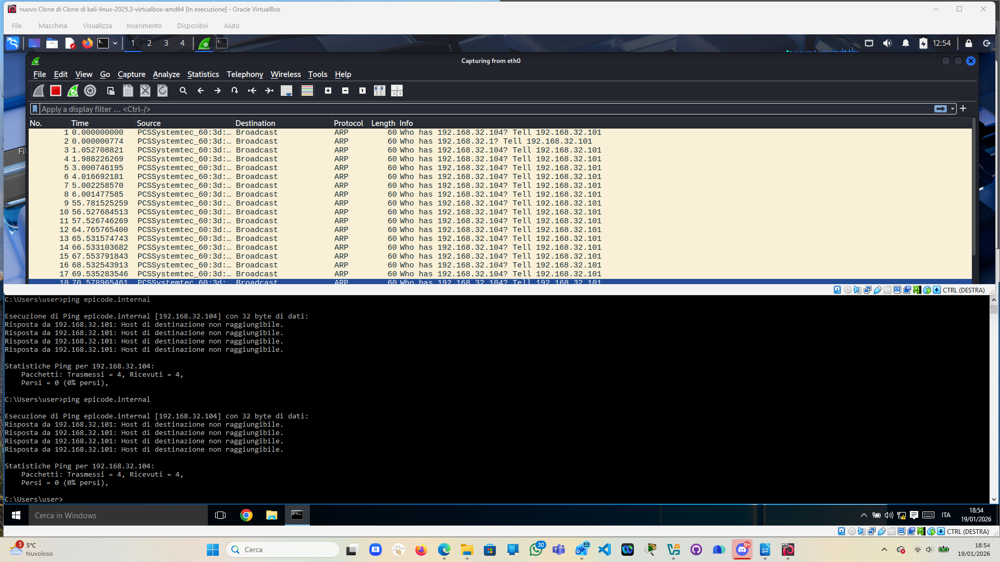 nuovo Clone di Clone di kali-linux-2025.3-virtualbox-amd64 [In esecuzione] - Oracle VirtualBox
File Macchina Visualizza Inserimento Dispositivi Aiuto
1 2 3 4 12:54
Capturing from eth0
File Edit View Go Capture Analyze Statistics Telephony Wireless Tools Help
Apply a display filter ... <Ctrl-/>
No. Time Source Destination Protocol Length Info
1 0.000000000 PCSSystemtec_60:3d:… Broadcast ARP 60 Who has 192.168.32.104? Tell 192.168.32.101
2 0.000000774 PCSSystemtec_60:3d:… Broadcast ARP 60 Who has 192.168.32.1? Tell 192.168.32.101
3 1.052708821 PCSSystemtec_60:3d:… Broadcast ARP 60 Who has 192.168.32.104? Tell 192.168.32.101
4 1.988226269 PCSSystemtec_60:3d:… Broadcast ARP 60 Who has 192.168.32.104? Tell 192.168.32.101
5 3.000746195 PCSSystemtec_60:3d:… Broadcast ARP 60 Who has 192.168.32.104? Tell 192.168.32.101
6 4.016692181 PCSSystemtec_60:3d:… Broadcast ARP 60 Who has 192.168.32.104? Tell 192.168.32.101
7 5.002258570 PCSSystemtec_60:3d:… Broadcast ARP 60 Who has 192.168.32.104? Tell 192.168.32.101
8 6.001477585 PCSSystemtec_60:3d:… Broadcast ARP 60 Who has 192.168.32.104? Tell 192.168.32.101
9 55.781525259 PCSSystemtec_60:3d:… Broadcast ARP 60 Who has 192.168.32.104? Tell 192.168.32.101
10 56.527684513 PCSSystemtec_60:3d:… Broadcast ARP 60 Who has 192.168.32.104? Tell 192.168.32.101
11 57.526746269 PCSSystemtec_60:3d:… Broadcast ARP 60 Who has 192.168.32.104? Tell 192.168.32.101
12 64.765765400 PCSSystemtec_60:3d:… Broadcast ARP 60 Who has 192.168.32.104? Tell 192.168.32.101
13 65.531574743 PCSSystemtec_60:3d:… Broadcast ARP 60 Who has 192.168.32.104? Tell 192.168.32.101
14 66.533103682 PCSSystemtec_60:3d:… Broadcast ARP 60 Who has 192.168.32.104? Tell 192.168.32.101
15 67.553791843 PCSSystemtec_60:3d:… Broadcast ARP 60 Who has 192.168.32.104? Tell 192.168.32.101
16 68.532543913 PCSSystemtec_60:3d:… Broadcast ARP 60 Who has 192.168.32.104? Tell 192.168.32.101
17 69.535283546 PCSSystemtec_60:3d:… Broadcast ARP 60 Who has 192.168.32.104? Tell 192.168.32.101
18 70.578965461 PCSSystemtec_60:3d: Broadcast ARP 60 Who has 192.168.32.104? Tell 192.168.32.101
Fi
CTRL (DESTRA)
C:\Users\user>ping epicode.internal
Esecuzione di Ping epicode.internal [192.168.32.104] con 32 byte di dati:
Risposta da 192.168.32.101: Host di destinazione non raggiungibile.
Risposta da 192.168.32.101: Host di destinazione non raggiungibile.
Risposta da 192.168.32.101: Host di destinazione non raggiungibile.
Risposta da 192.168.32.101: Host di destinazione non raggiungibile.
Statistiche Ping per 192.168.32.104:
Pacchetti: Trasmessi = 4, Ricevuti = 4,
Persi = 0 (0% persi),
C:\Users\user>ping epicode.internal
Esecuzione di Ping epicode.internal [192.168.32.104] con 32 byte di dati:
Risposta da 192.168.32.101: Host di destinazione non raggiungibile.
Risposta da 192.168.32.101: Host di destinazione non raggiungibile.
Risposta da 192.168.32.101: Host di destinazione non raggiungibile.
Risposta da 192.168.32.101: Host di destinazione non raggiungibile.
Statistiche Ping per 192.168.32.104:
Pacchetti: Trasmessi = 4, Ricevuti = 4,
Persi = 0 (0% persi),
C:\Users\user>
Cerca in Windows
ITA
18:54
19/01/2026
CTRL (DESTRA)
3
5°C
Nuvoloso
Cerca
30
9+
18:54
19/01/2026